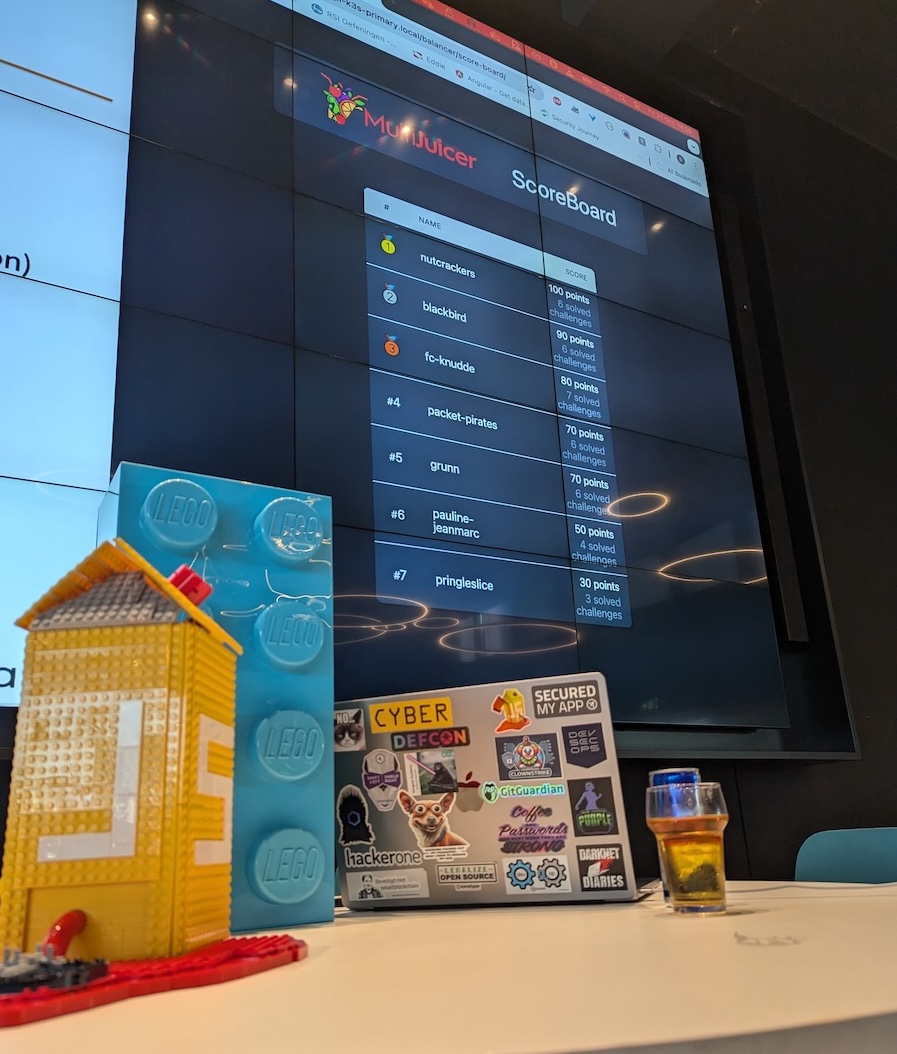 -k3s-primary.local/balancer/score-board/
RSI Oefeningen -...
Eddie
Angular - Get data...
Security Journey
All Bookmarks
MultiJuicer
ScoreBoard
# NAME SCORE
1 nutcrackers 100 points
6 solved
challenges
2 blackbird 90 points
6 solved
challenges
3 fc-knudde 80 points
7 solved
challenges
#4 packet-pirates 70 points
6 solved
challenges
#5 grunn 70 points
6 solved
challenges
#6 pauline-
jeanmarc 50 points
4 solved
challenges
#7 pringleslice 30 points
3 solved
challenges
on)
a
LEGO
LEGO
LEGO
LEGO
LEGO
NO
CYBER
DEFCON
SECURED
MY APP
DEV
SEC
OPS
CLOWNSTRIKE
GitGuardian
Coffee
Passwords
STRONG
PURPLE
hackerone
LEGALIZE
OPEN SOURCE
DARKNET
DIARIES
Beveiligd met
smartblockchain